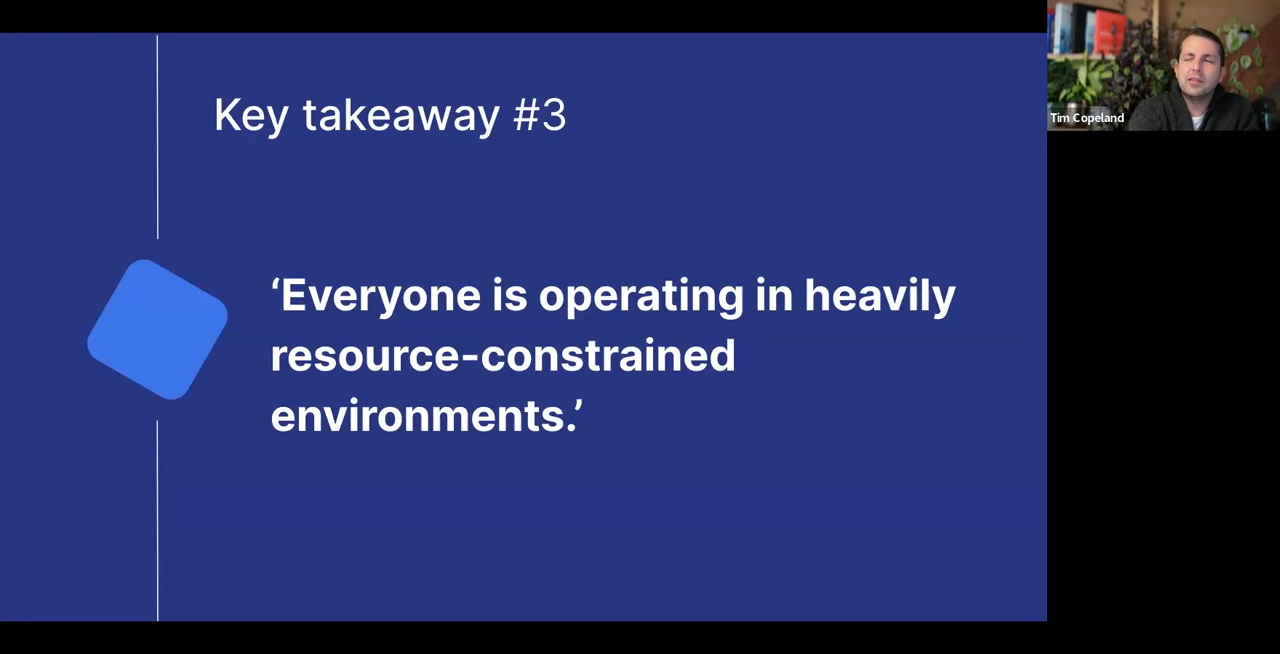 Key takeaway #3
‘Everyone is operating in heavily
resource-constrained
environments.’
Tim Copeland